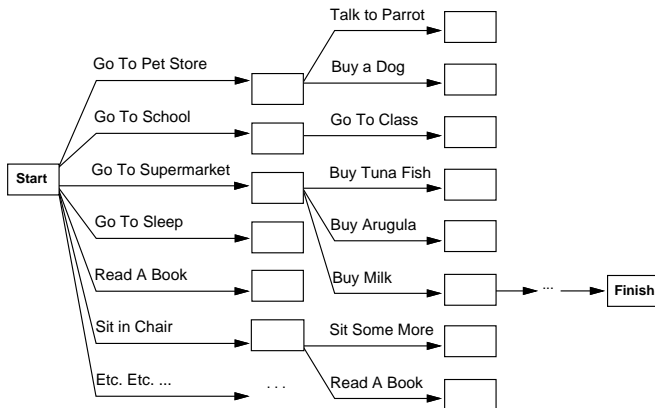 Talk to Parrot
Go To Pet Store
Buy a Dog
Go To School
Go To Class
Start
Go To Supermarket
Buy Tuna Fish
Go To Sleep
Buy Arugula
Read A Book
Buy Milk
...
Finish
Sit in Chair
Sit Some More
Etc. Etc. ...
. . .
Read A Book